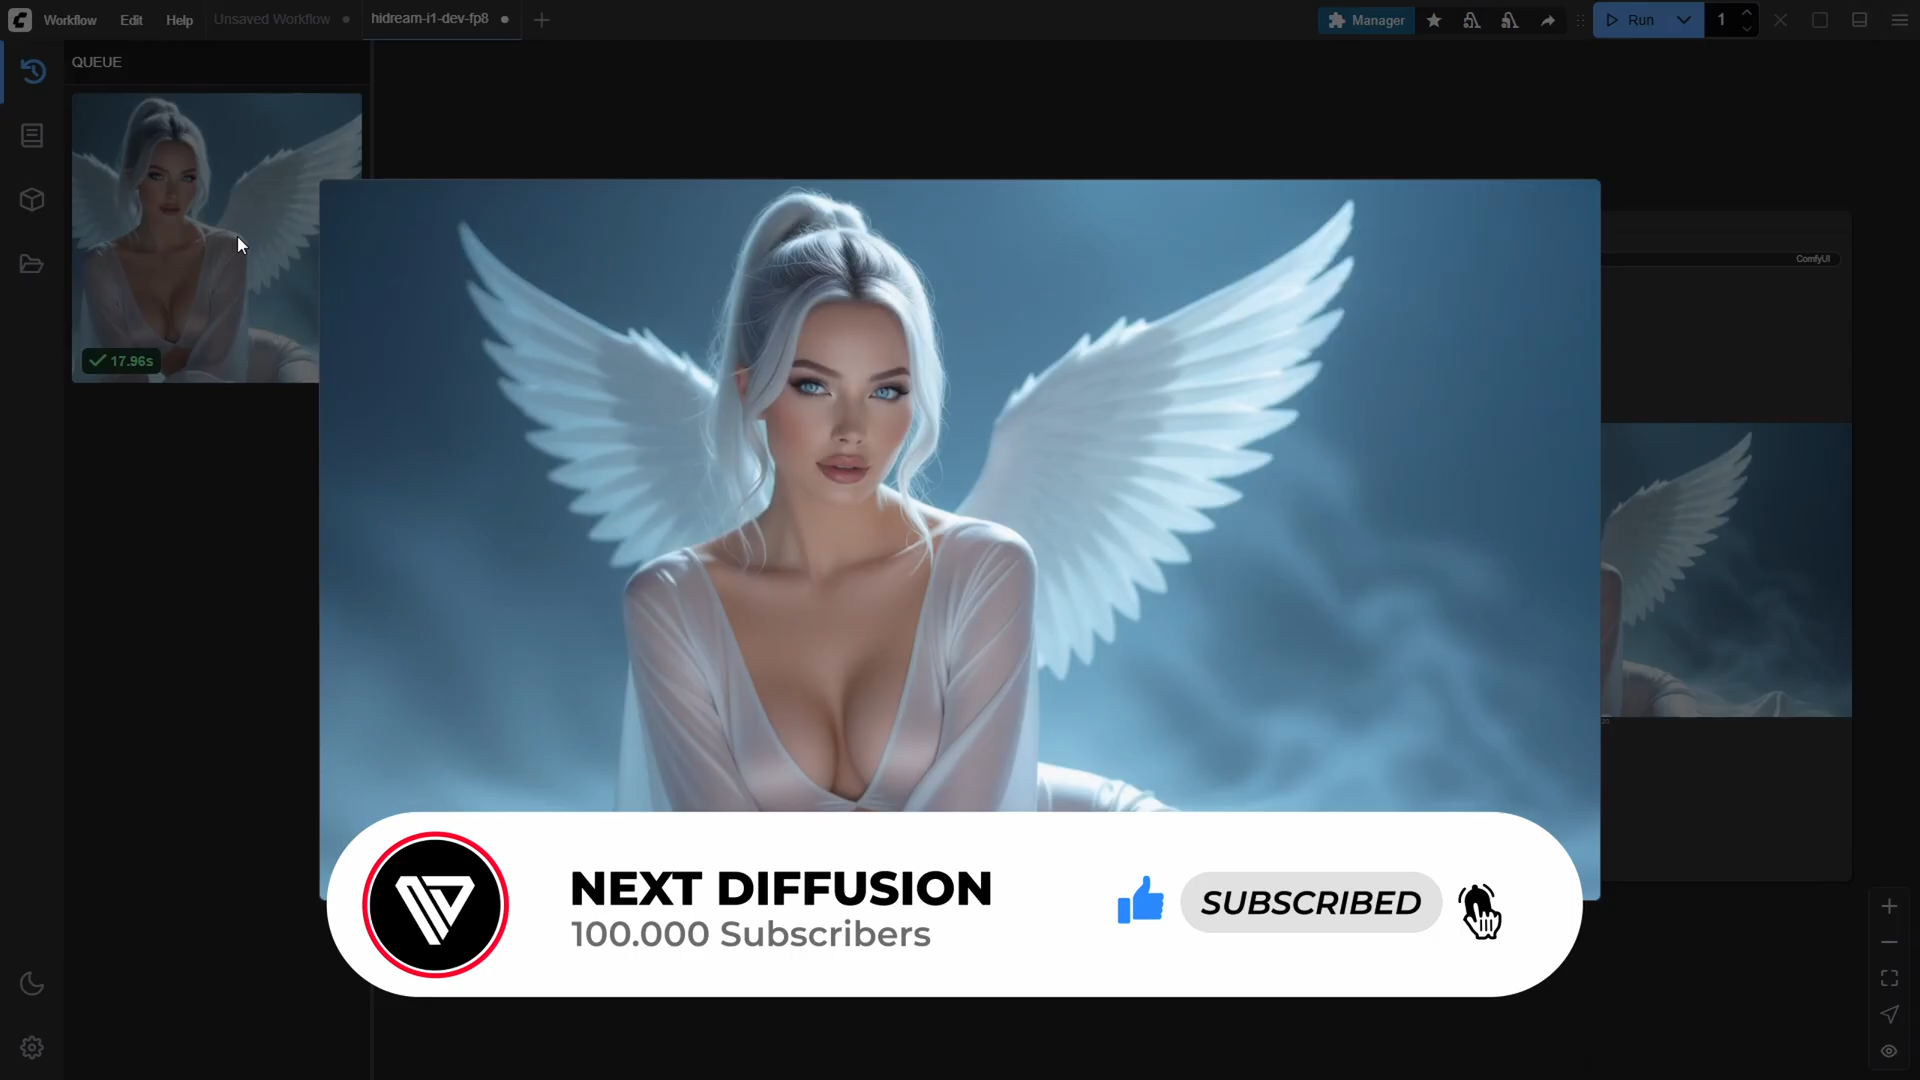 Workflow Edit Help Unsaved Workflow hidream-i1-dev-fp8
Manager Run 1
QUEUE
17.96s
ComfyUI
NEXT DIFFUSION
100.000 Subscribers
SUBSCRIBED